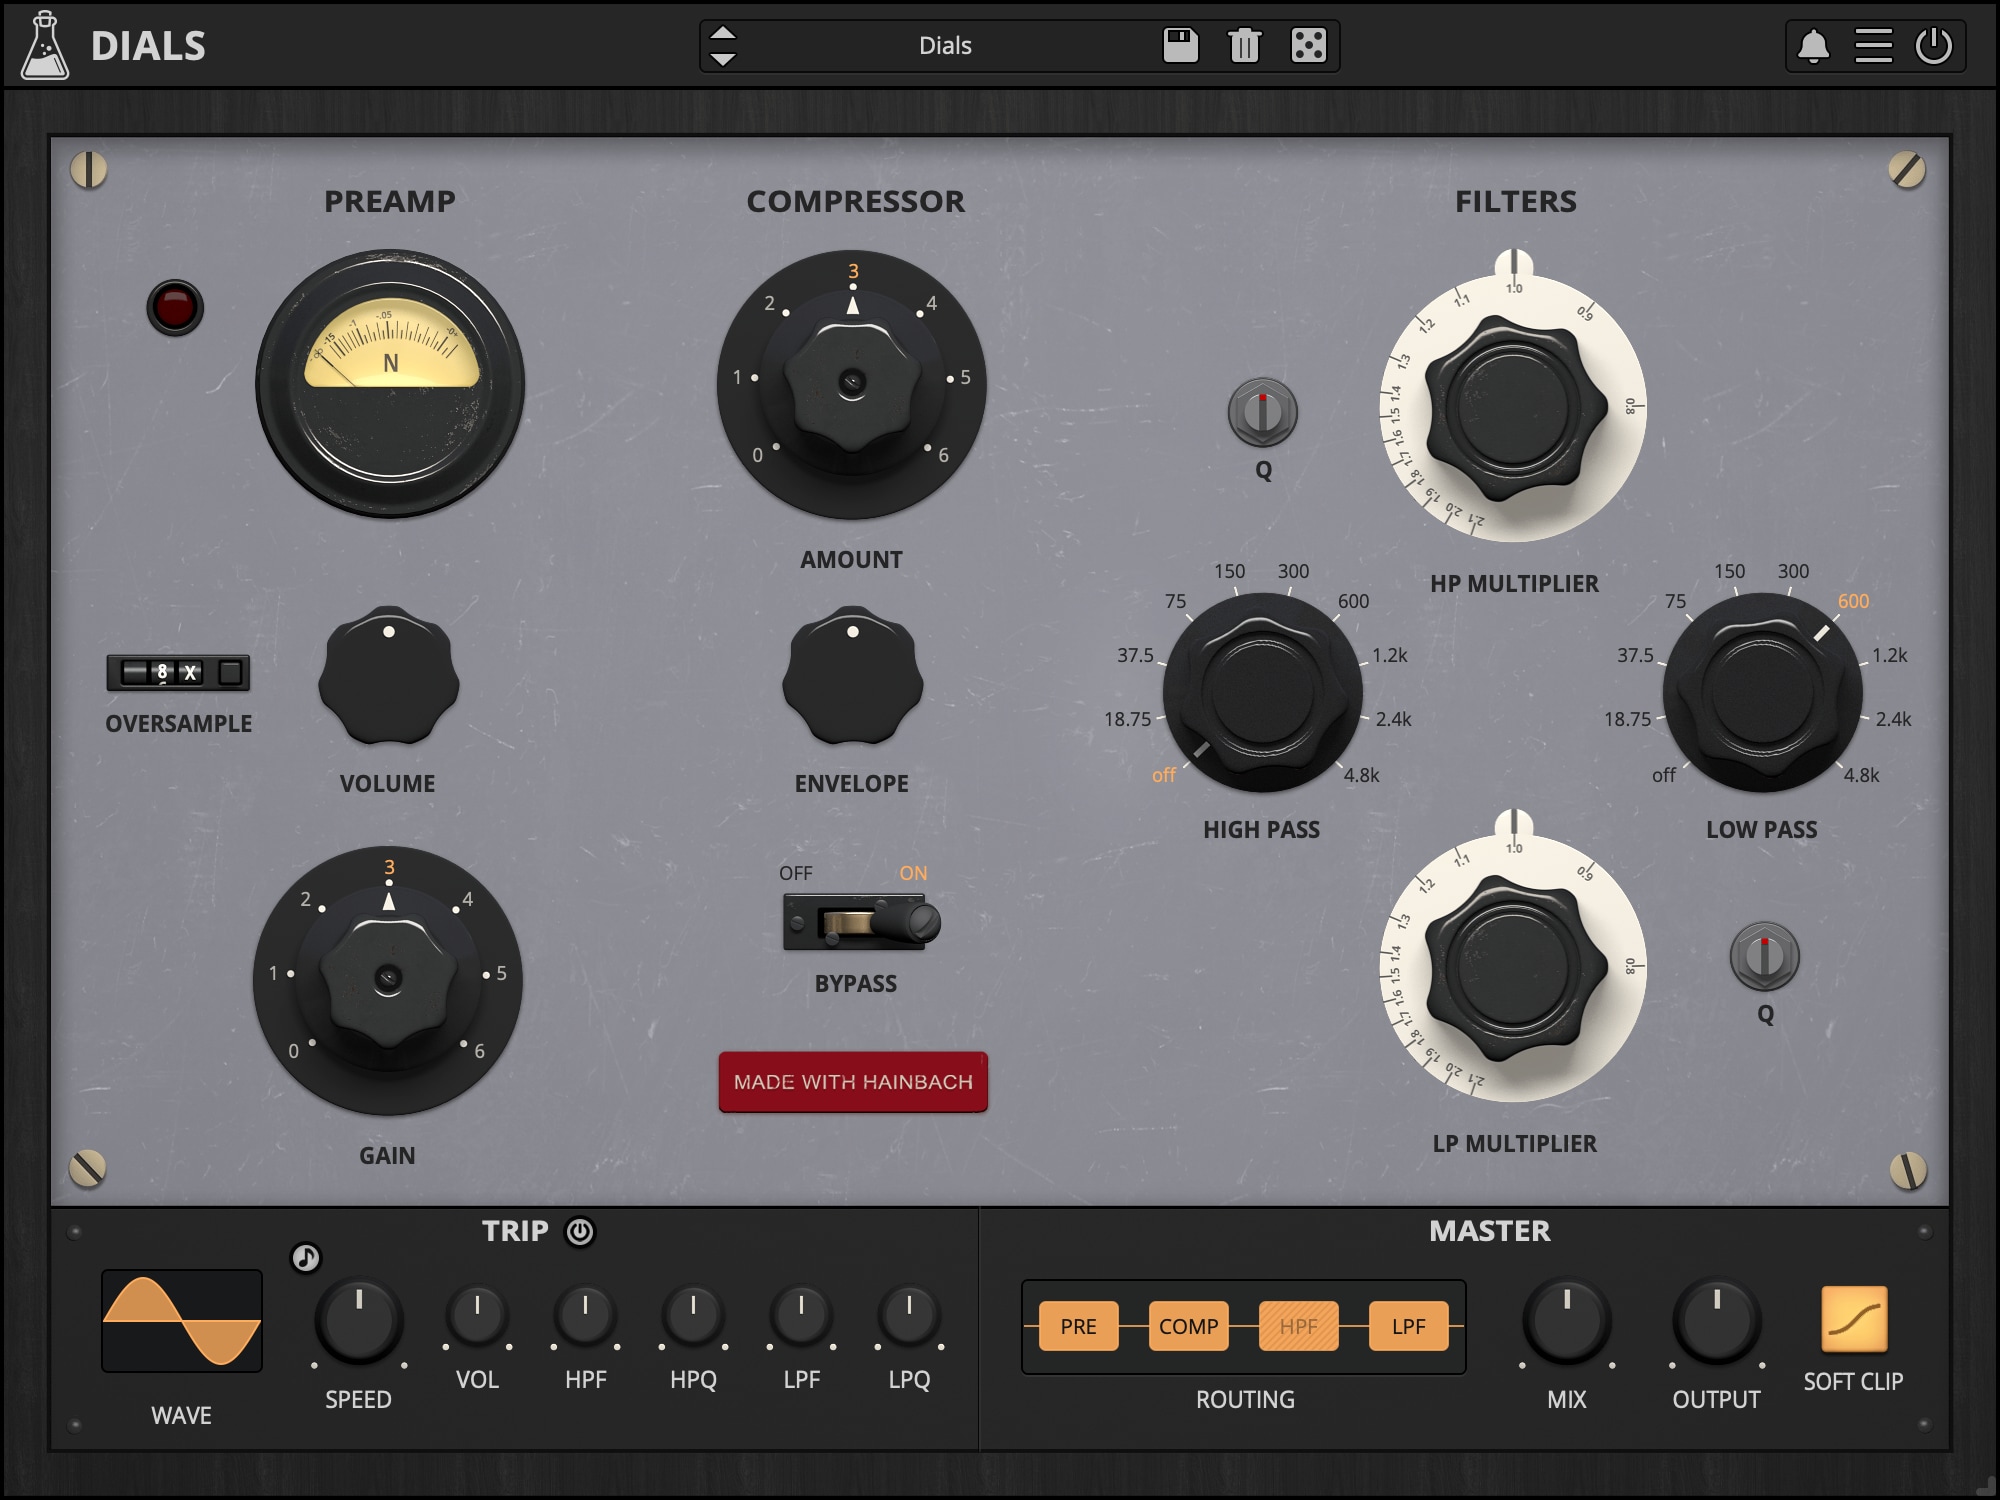 DIALS
Dials
PREAMP
COMPRESSOR
FILTERS
-∞ -15 -1 -.05 -0+
N
0 1 2 3 4 5 6
AMOUNT
Q
0.8 0.9 1.0 1.1 1.2 1.3 1.4 1.5 1.6 1.7 1.8 1.9 2.0 2.1
HP MULTIPLIER
8 X
OVERSAMPLE
VOLUME
ENVELOPE
off 18.75 37.5 75 150 300 600 1.2k 2.4k 4.8k
HIGH PASS
off 18.75 37.5 75 150 300 600 1.2k 2.4k 4.8k
LOW PASS
0 1 2 3 4 5 6
GAIN
OFF ON
BYPASS
MADE WITH HAINBACH
0.8 0.9 1.0 1.1 1.2 1.3 1.4 1.5 1.6 1.7 1.8 1.9 2.0 2.1
LP MULTIPLIER
Q
TRIP
WAVE
SPEED
VOL
HPF
HPQ
LPF
LPQ
MASTER
PRE COMP HPF LPF
ROUTING
MIX
OUTPUT
SOFT CLIP